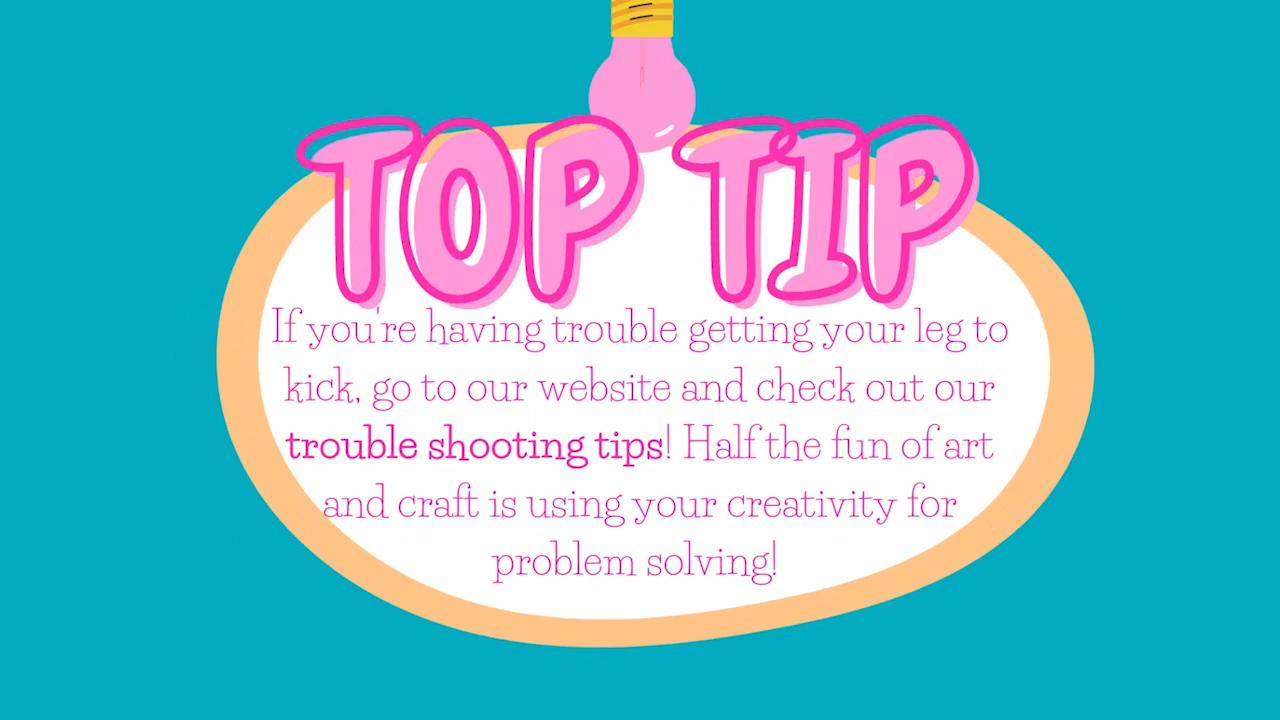 TOP TIP
If you're having trouble getting your leg to
kick, go to our website and check out our
trouble shooting tips! Half the fun of art
and craft is using your creativity for
problem solving!